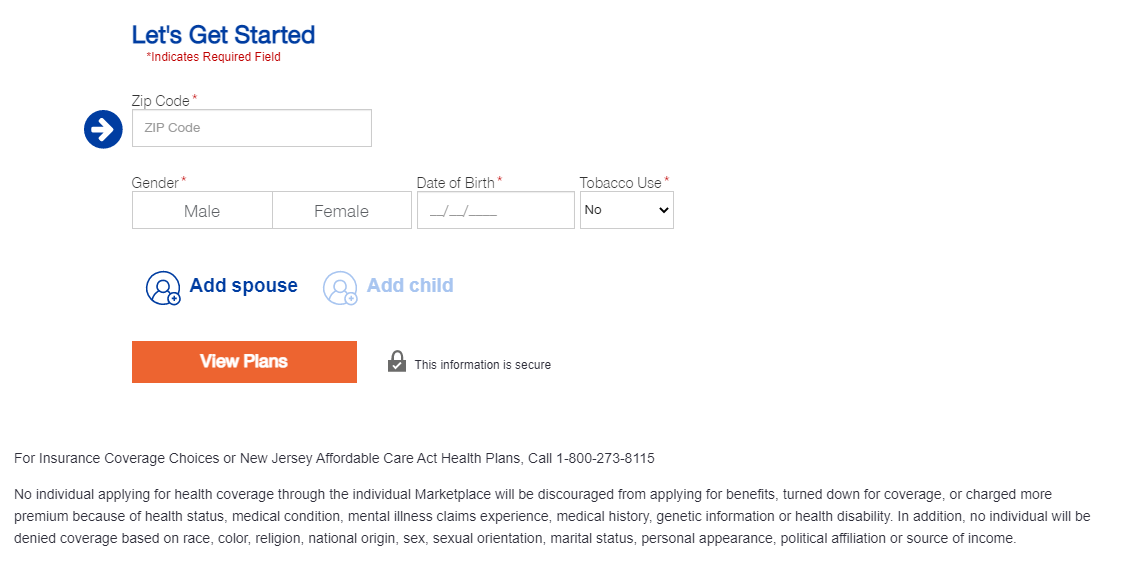 Let's Get Started
*Indicates Required Field
Zip Code*
ZIP Code
Gender* Date of Birth* Tobacco Use*
Male Female __/__/____ No
Add spouse Add child
View Plans This information is secure
For Insurance Coverage Choices or New Jersey Affordable Care Act Health Plans, Call 1-800-273-8115
No individual applying for health coverage through the individual Marketplace will be discouraged from applying for benefits, turned down for coverage, or charged more
premium because of health status, medical condition, mental illness claims experience, medical history, genetic information or health disability. In addition, no individual will be
denied coverage based on race, color, religion, national origin, sex, sexual orientation, marital status, personal appearance, political affiliation or source of income.